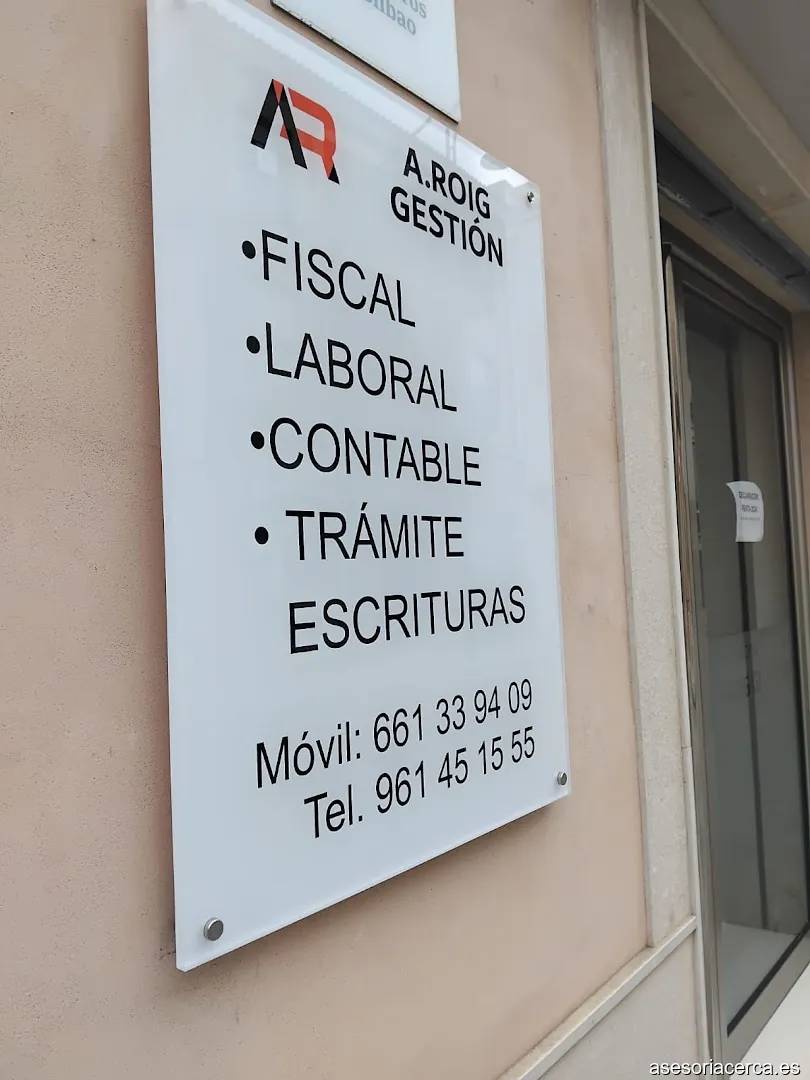 AR
A.ROIG
GESTIÓN
•FISCAL
•LABORAL
•CONTABLE
• TRÁMITE
ESCRITURAS
Móvil: 661 33 94 09
Tel. 961 45 15 55
asesoriacerca.es